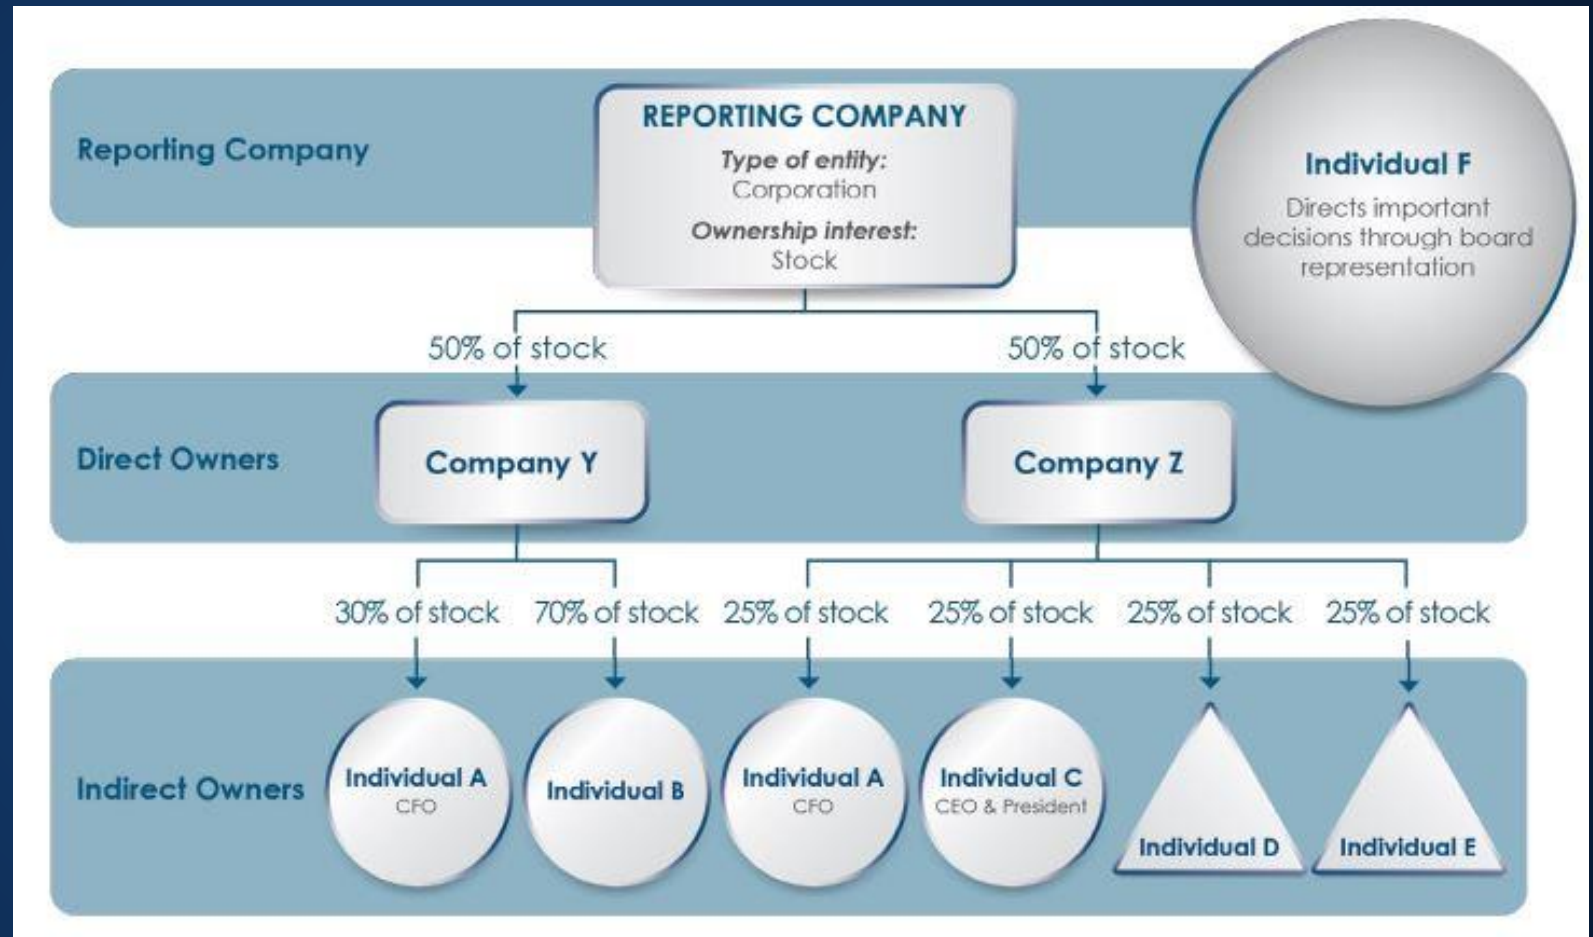 Reporting Company
REPORTING COMPANY
Type of entity:
Corporation
Ownership interest:
Stock
Individual F
Directs important
decisions through board
representation
50% of stock
50% of stock
Direct Owners
Company Y
Company Z
30% of stock
70% of stock
25% of stock
25% of stock
25% of stock
25% of stock
Indirect Owners
Individual A
CFO
Individual B
Individual A
CFO
Individual C
CEO & President
Individual D
Individual E